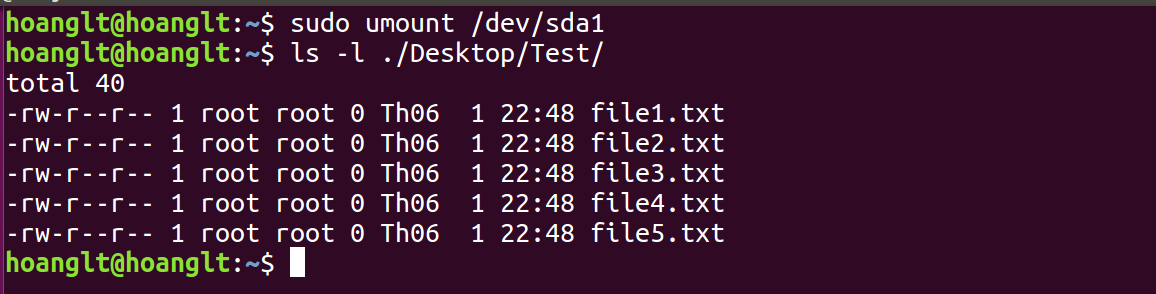 hoanglt@hoanglt:~$ sudo umount /dev/sda1
hoanglt@hoanglt:~$ ls -l ./Desktop/Test/
total 40
-rw-r--r-- 1 root root 0 Th06  1 22:48 file1.txt
-rw-r--r-- 1 root root 0 Th06  1 22:48 file2.txt
-rw-r--r-- 1 root root 0 Th06  1 22:48 file3.txt
-rw-r--r-- 1 root root 0 Th06  1 22:48 file4.txt
-rw-r--r-- 1 root root 0 Th06  1 22:48 file5.txt
hoanglt@hoanglt:~$